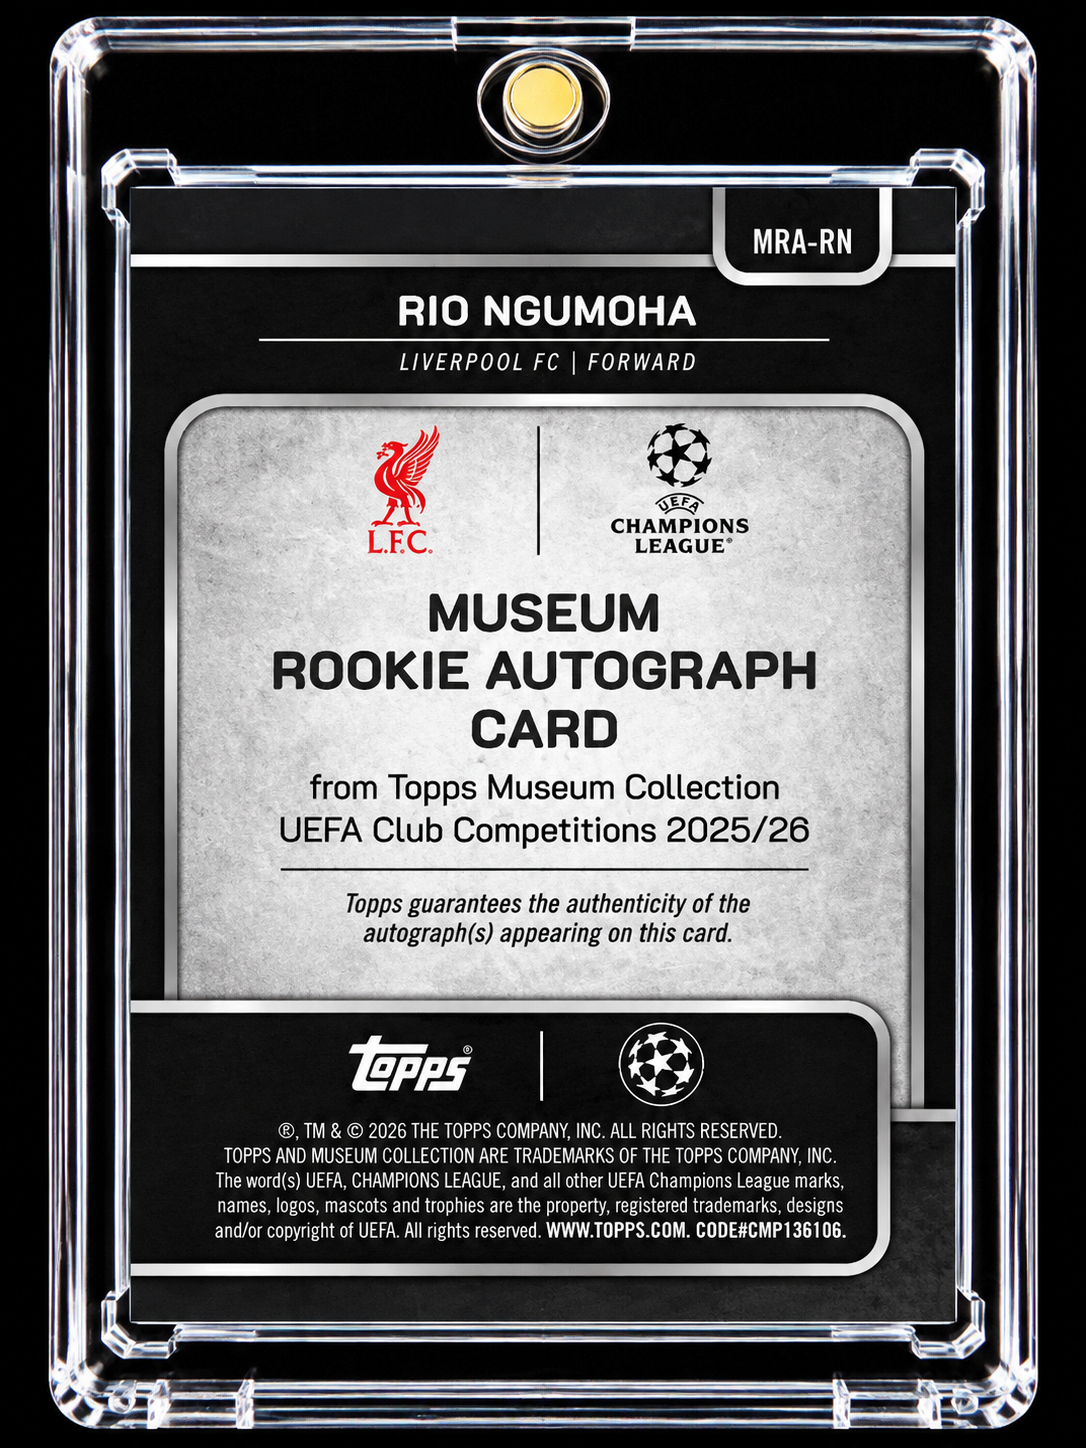 MRA-RN
RIO NGUMOHA
LIVERPOOL FC | FORWARD
L.F.C.
UEFA
CHAMPIONS
LEAGUE®
MUSEUM
ROOKIE AUTOGRAPH
CARD
from Topps Museum Collection
UEFA Club Competitions 2025/26
Topps guarantees the authenticity of the
autograph(s) appearing on this card.
topps®
®, TM & © 2026 THE TOPPS COMPANY, INC. ALL RIGHTS RESERVED.
TOPPS AND MUSEUM COLLECTION ARE TRADEMARKS OF THE TOPPS COMPANY, INC.
The word(s) UEFA, CHAMPIONS LEAGUE, and all other UEFA Champions League marks,
names, logos, mascots and trophies are the property, registered trademarks, designs
and/or copyright of UEFA. All rights reserved. WWW.TOPPS.COM. CODE#CMP136106.